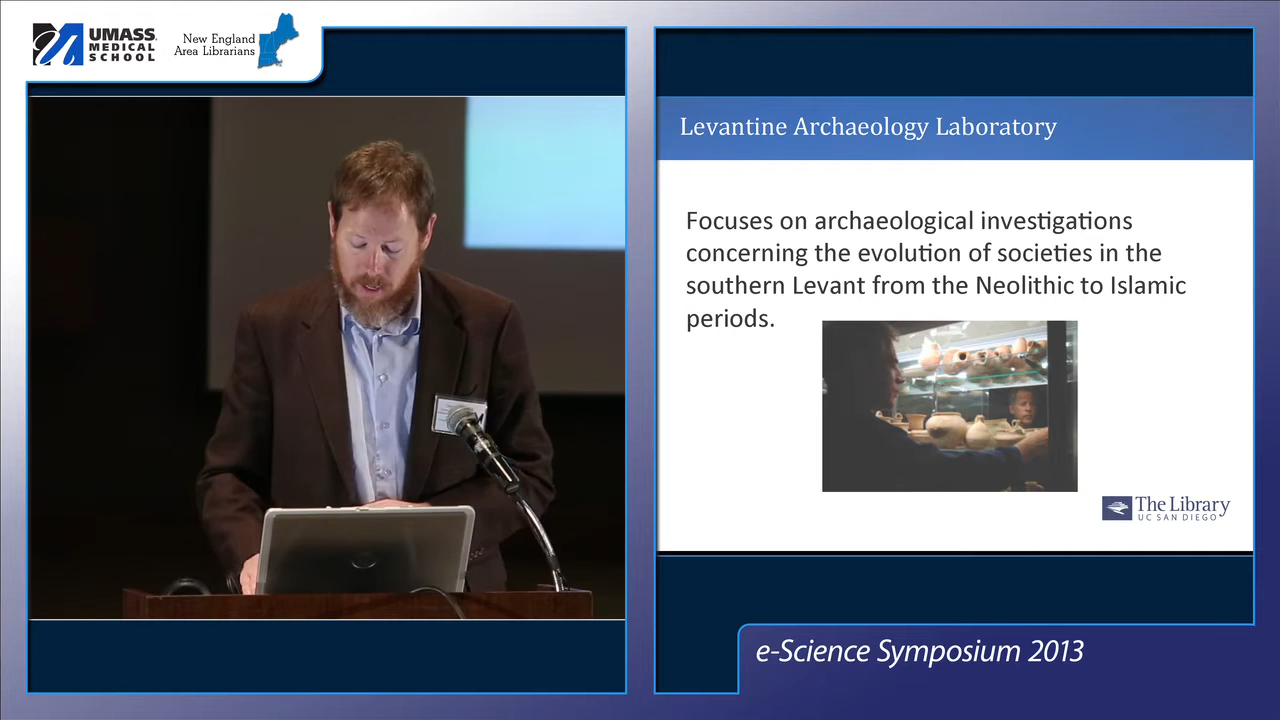 UMASS
MEDICAL
SCHOOL
New England
Area Librarians
Levantine Archaeology Laboratory
Focuses on archaeological investigations
concerning the evolution of societies in the
southern Levant from the Neolithic to Islamic
periods.
The Library
UC SAN DIEGO
e-Science Symposium 2013